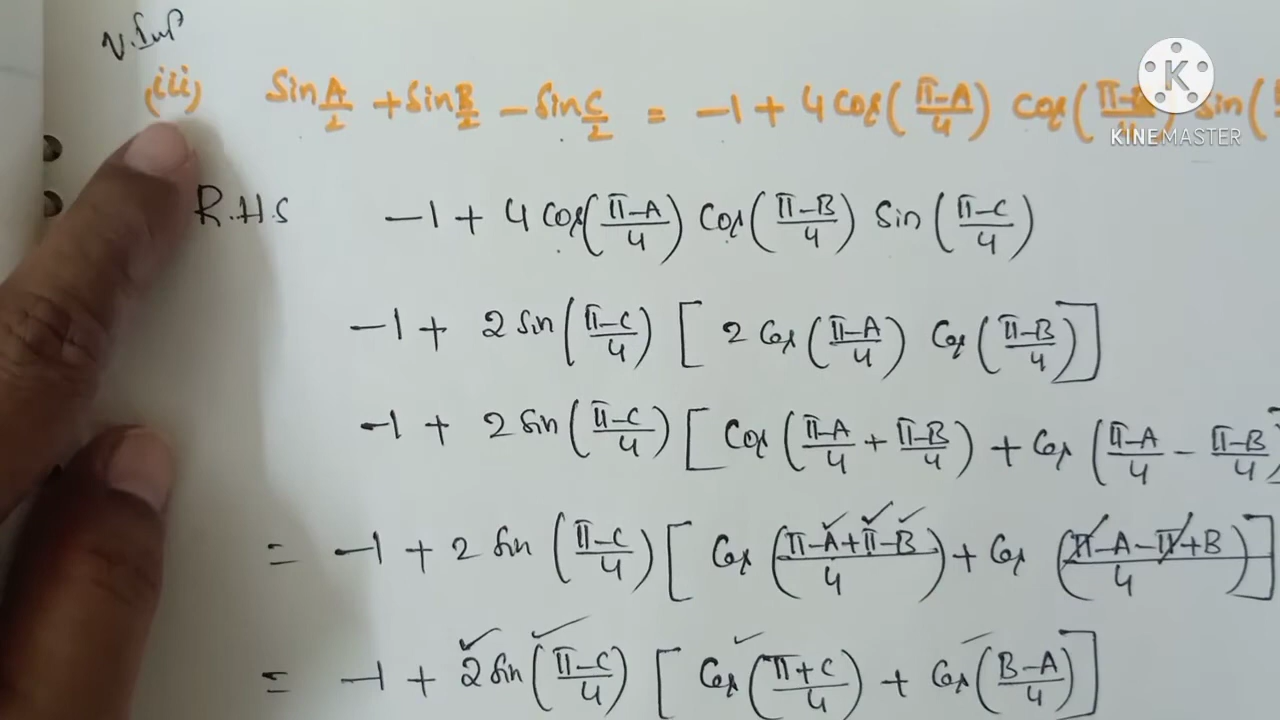 V.Imp
(iii) Sin A/2 + Sin B/2 - Sin C/2 = -1 + 4 Cos(π-A/4) Cos(π- Sin(
K
KINEMASTER
R.H.S -1 + 4 Cos(π-A/4) Cos(π-B/4) Sin(π-C/4)
-1 + 2 Sin(π-C/4) [2 Cos(π-A/4) Cos(π-B/4)]
-1 + 2 Sin(π-C/4) [Cos(π-A/4 + π-B/4) + Cos(π-A/4 - π-B/4)
= -1 + 2 Sin(π-C/4) [Cos(π-A+π-B/4) + Cos(π-A-π+B/4)]
= -1 + 2 Sin(π-C/4) [Cos(π+C/4) + Cos(B-A/4)]